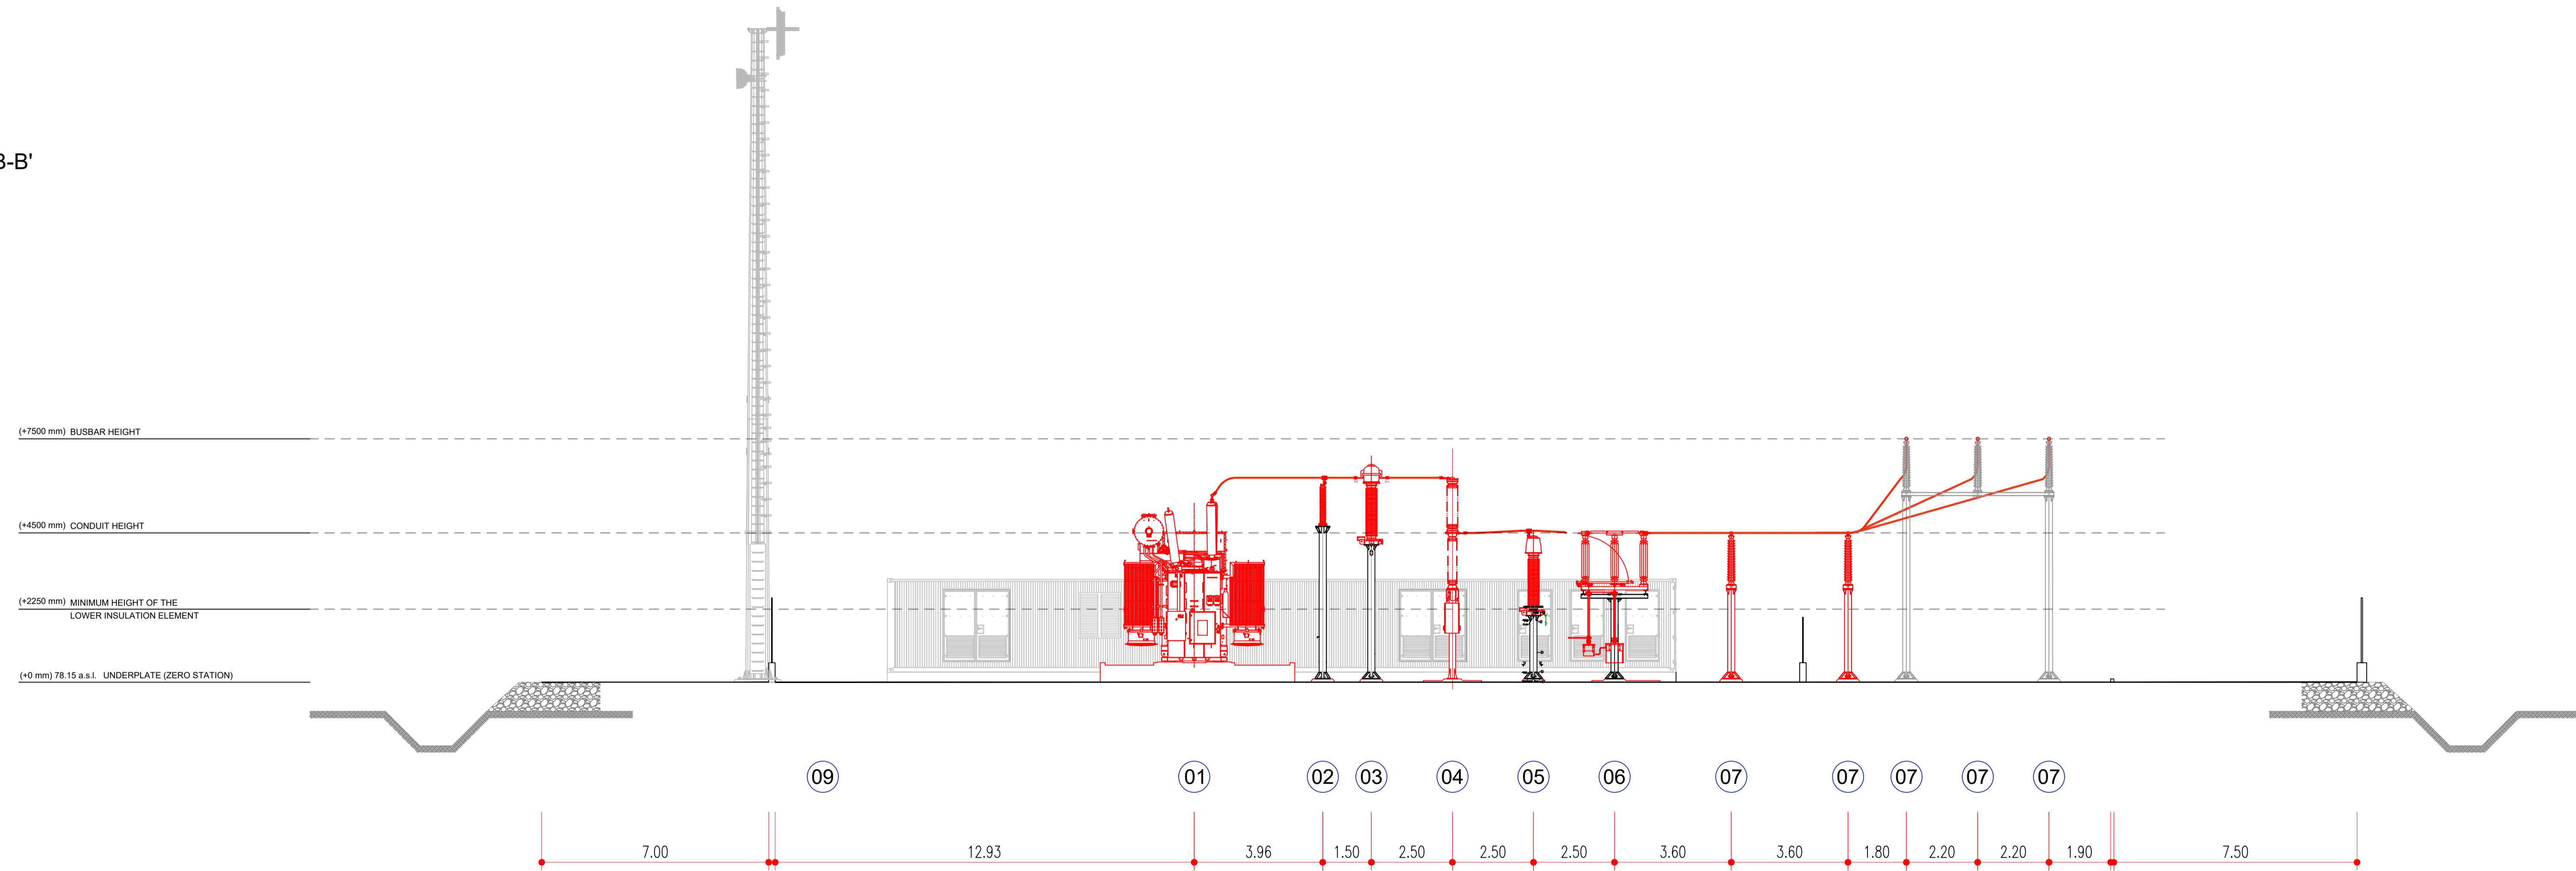 B-B'
(+7500 mm) BUSBAR HEIGHT
(+4500 mm) CONDUIT HEIGHT
(+2250 mm) MINIMUM HEIGHT OF THE
LOWER INSULATION ELEMENT
(+0 mm) 78.15 a.s.l. UNDERPLATE (ZERO STATION)
09 01 02 03 04 05 06 07 07 07 07 07
7.00 12.93 3.96 1.50 2.50 2.50 2.50 3.60 3.60 1.80 2.20 2.20 1.90 7.50